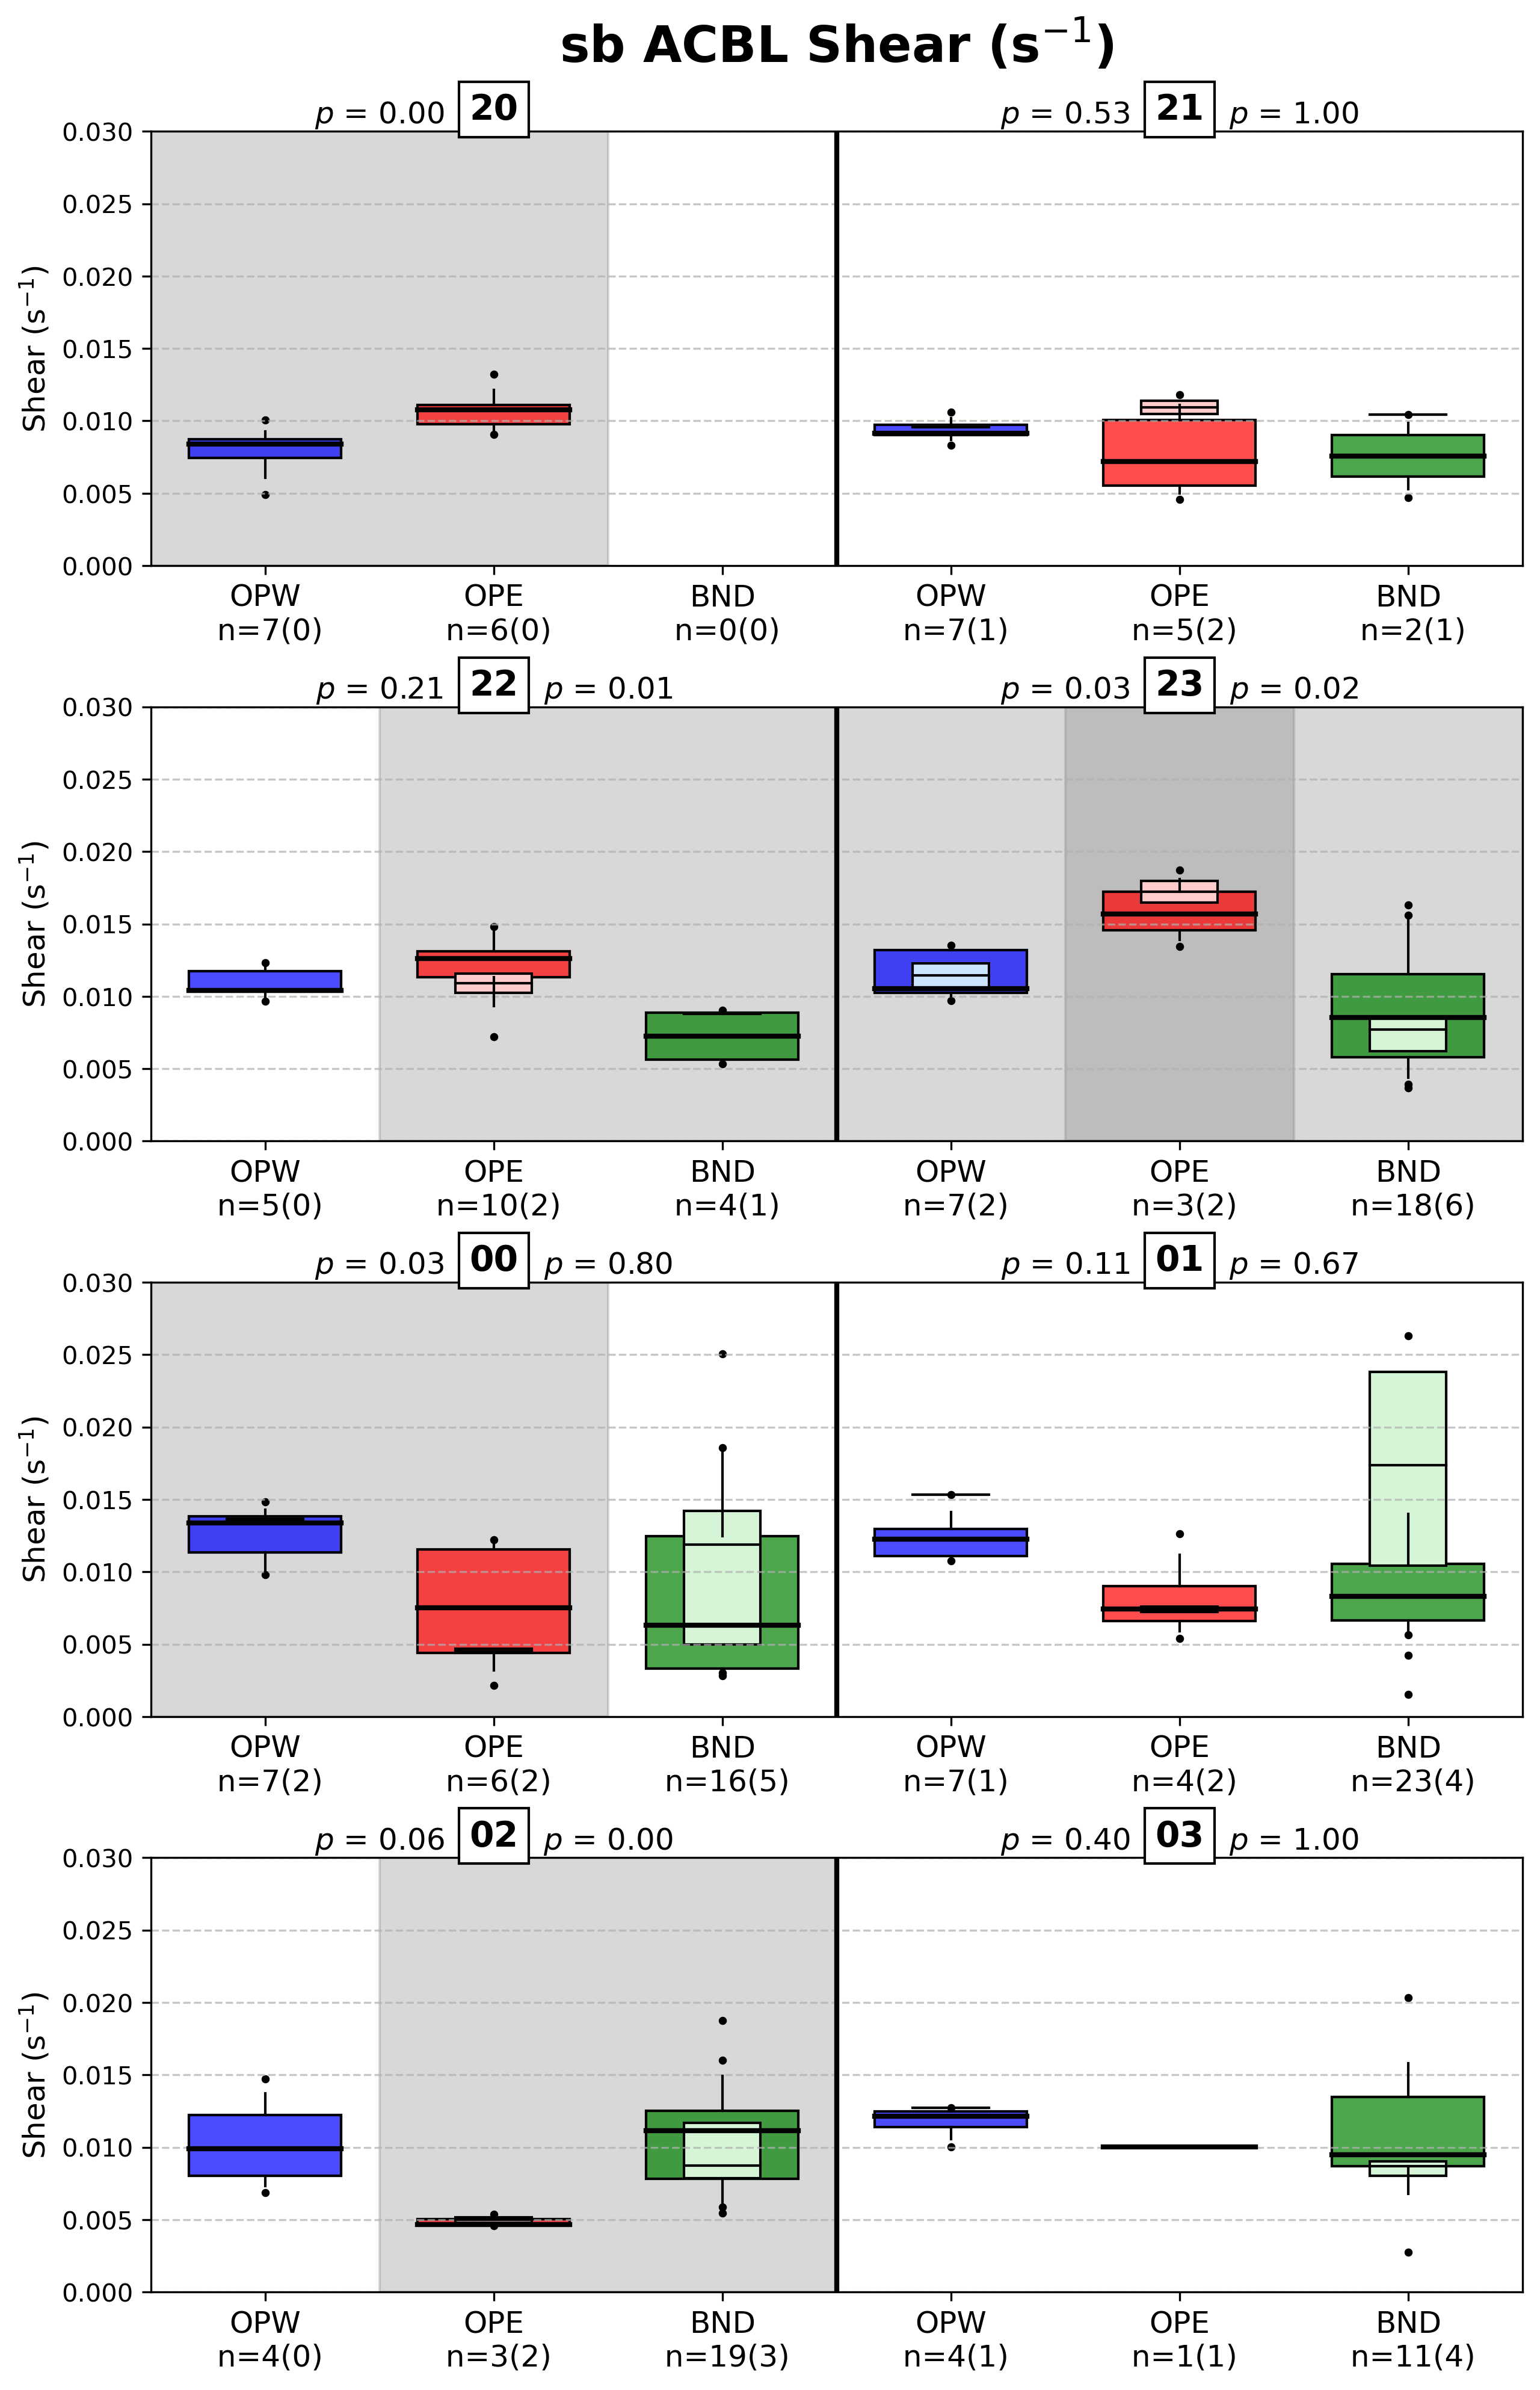 sb ACBL Shear (s⁻¹)
p = 0.00 20
p = 0.53 21 p = 1.00
Shear (s⁻¹)
0.030
0.025
0.020
0.015
0.010
0.005
0.000
OPW OPE BND OPW OPE BND
n=7(0) n=6(0) n=0(0) n=7(1) n=5(2) n=2(1)
p = 0.21 22 p = 0.01
p = 0.03 23 p = 0.02
Shear (s⁻¹)
0.030
0.025
0.020
0.015
0.010
0.005
0.000
OPW OPE BND OPW OPE BND
n=5(0) n=10(2) n=4(1) n=7(2) n=3(2) n=18(6)
p = 0.03 00 p = 0.80
p = 0.11 01 p = 0.67
Shear (s⁻¹)
0.030
0.025
0.020
0.015
0.010
0.005
0.000
OPW OPE BND OPW OPE BND
n=7(2) n=6(2) n=16(5) n=7(1) n=4(2) n=23(4)
p = 0.06 02 p = 0.00
p = 0.40 03 p = 1.00
Shear (s⁻¹)
0.030
0.025
0.020
0.015
0.010
0.005
0.000
OPW OPE BND OPW OPE BND
n=4(0) n=3(2) n=19(3) n=4(1) n=1(1) n=11(4)